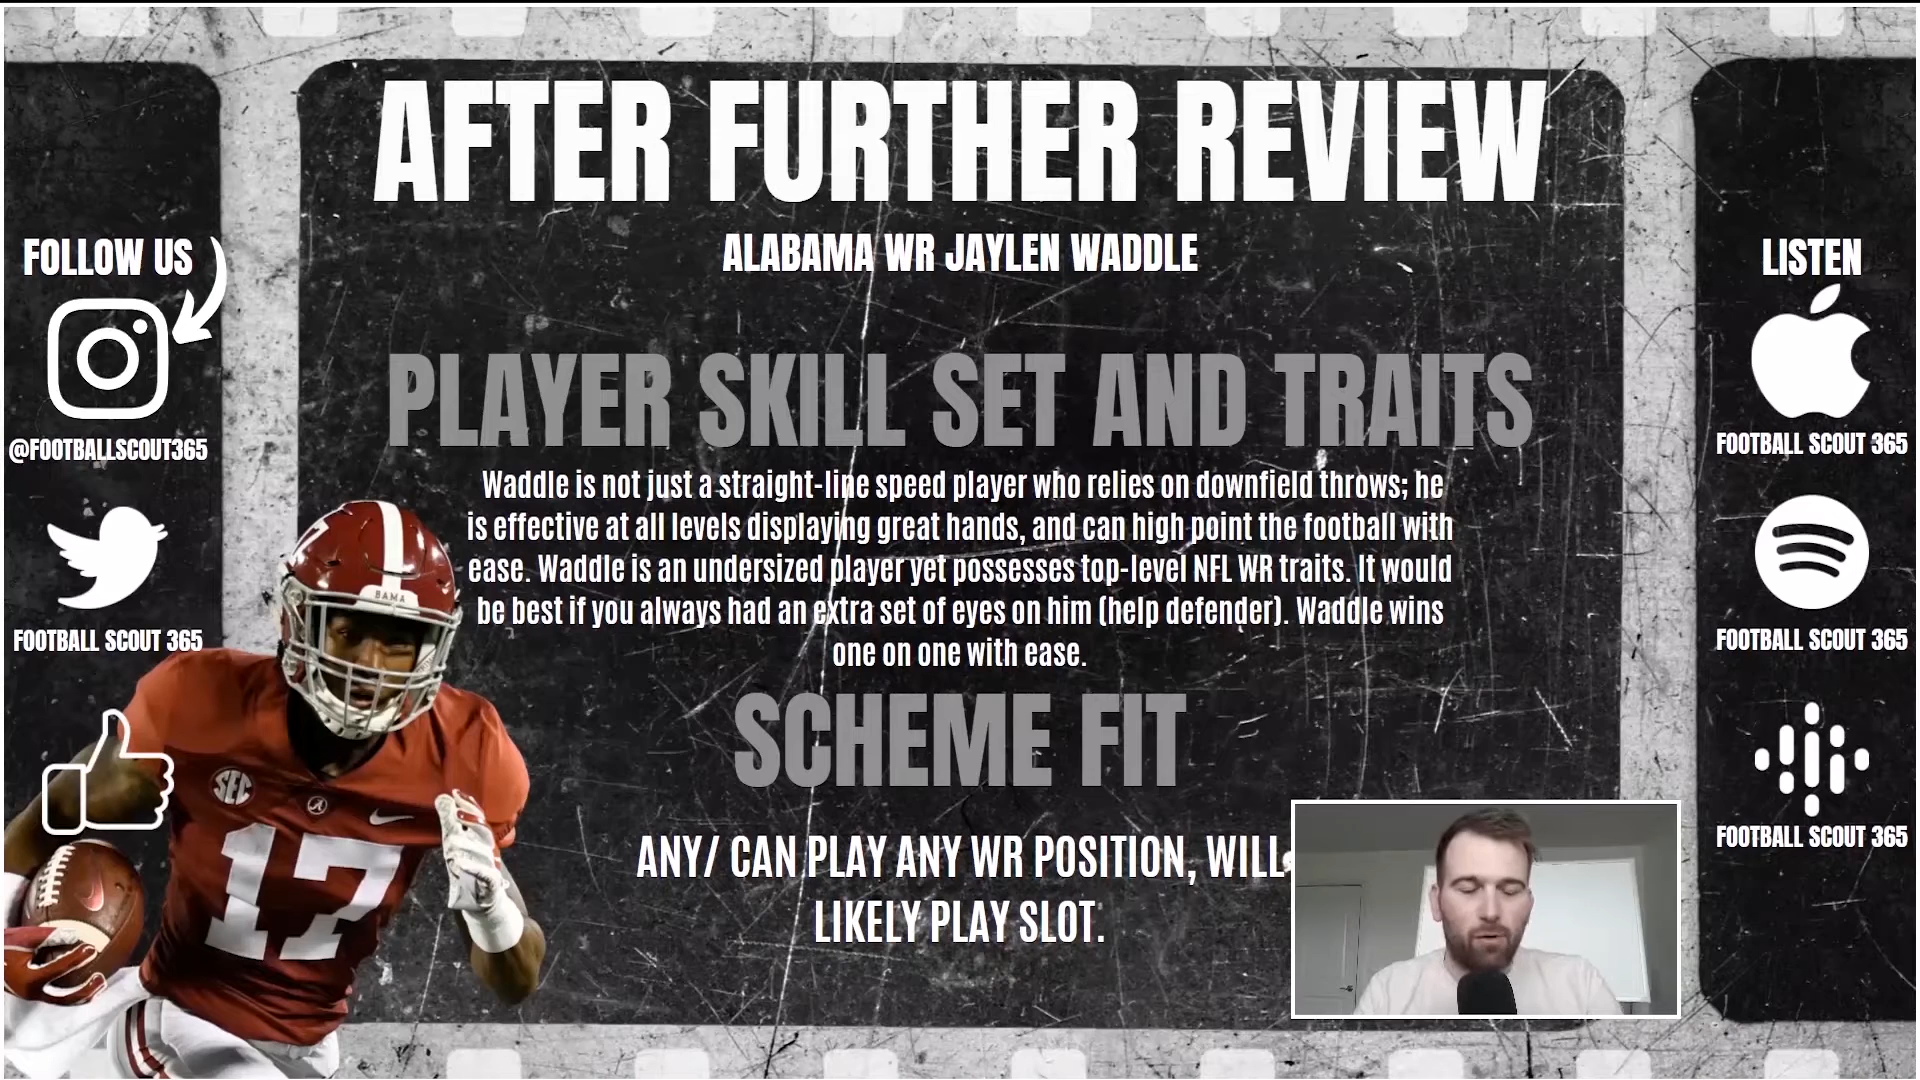 AFTER FURTHER REVIEW
ALABAMA WR JAYLEN WADDLE
FOLLOW US
@FOOTBALLSCOUT365
FOOTBALL SCOUT 365
PLAYER SKILL SET AND TRAITS
Waddle is not just a straight-line speed player who relies on downfield throws; he
is effective at all levels displaying great hands, and can high point the football with
ease. Waddle is an undersized player yet possesses top-level NFL WR traits. It would
be best if you always had an extra set of eyes on him (help defender). Waddle wins
one on one with ease.
SCHEME FIT
ANY/ CAN PLAY ANY WR POSITION, WILL
LIKELY PLAY SLOT.
LISTEN
FOOTBALL SCOUT 365
FOOTBALL SCOUT 365
FOOTBALL SCOUT 365
BAMA
SEC
A
17